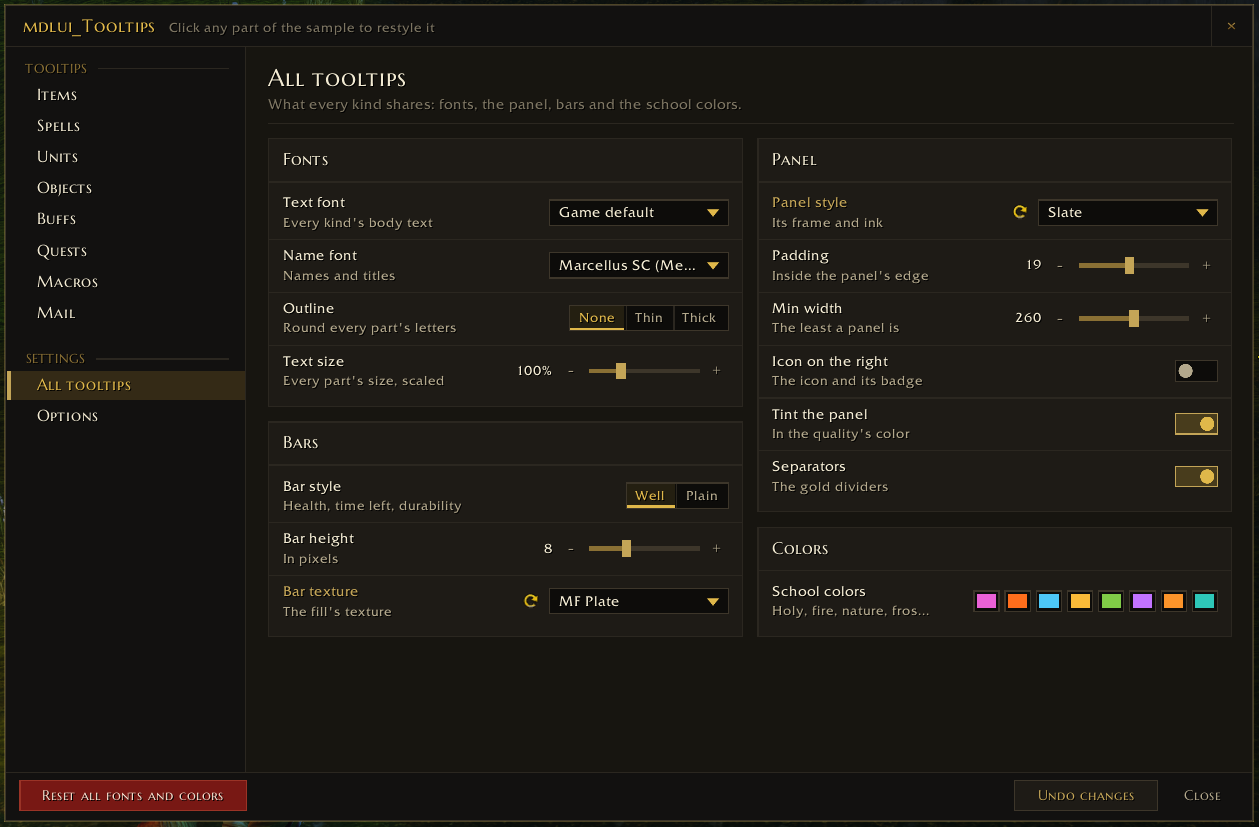 MDLUI_Tooltips Click any part of the sample to restyle it ×
TOOLTIPS
Items
Spells
Units
Objects
Buffs
Quests
Macros
Mail
SETTINGS
All tooltips
Options
All tooltips
What every kind shares: fonts, the panel, bars and the school colors.
Fonts
Text font
Every kind's body text
Game default
Name font
Names and titles
Marcellus SC (Me...
Outline
Round every part's letters
None Thin Thick
Text size
Every part's size, scaled
100% - +
Bars
Bar style
Health, time left, durability
Well Plain
Bar height
In pixels
8 - +
Bar texture
The fill's texture
MF Plate
Panel
Panel style
Its frame and ink
Slate
Padding
Inside the panel's edge
19 - +
Min width
The least a panel is
260 - +
Icon on the right
The icon and its badge
Tint the panel
In the quality's color
Separators
The gold dividers
Colors
School colors
Holy, fire, nature, fros...
Reset all fonts and colors
Undo changes
Close